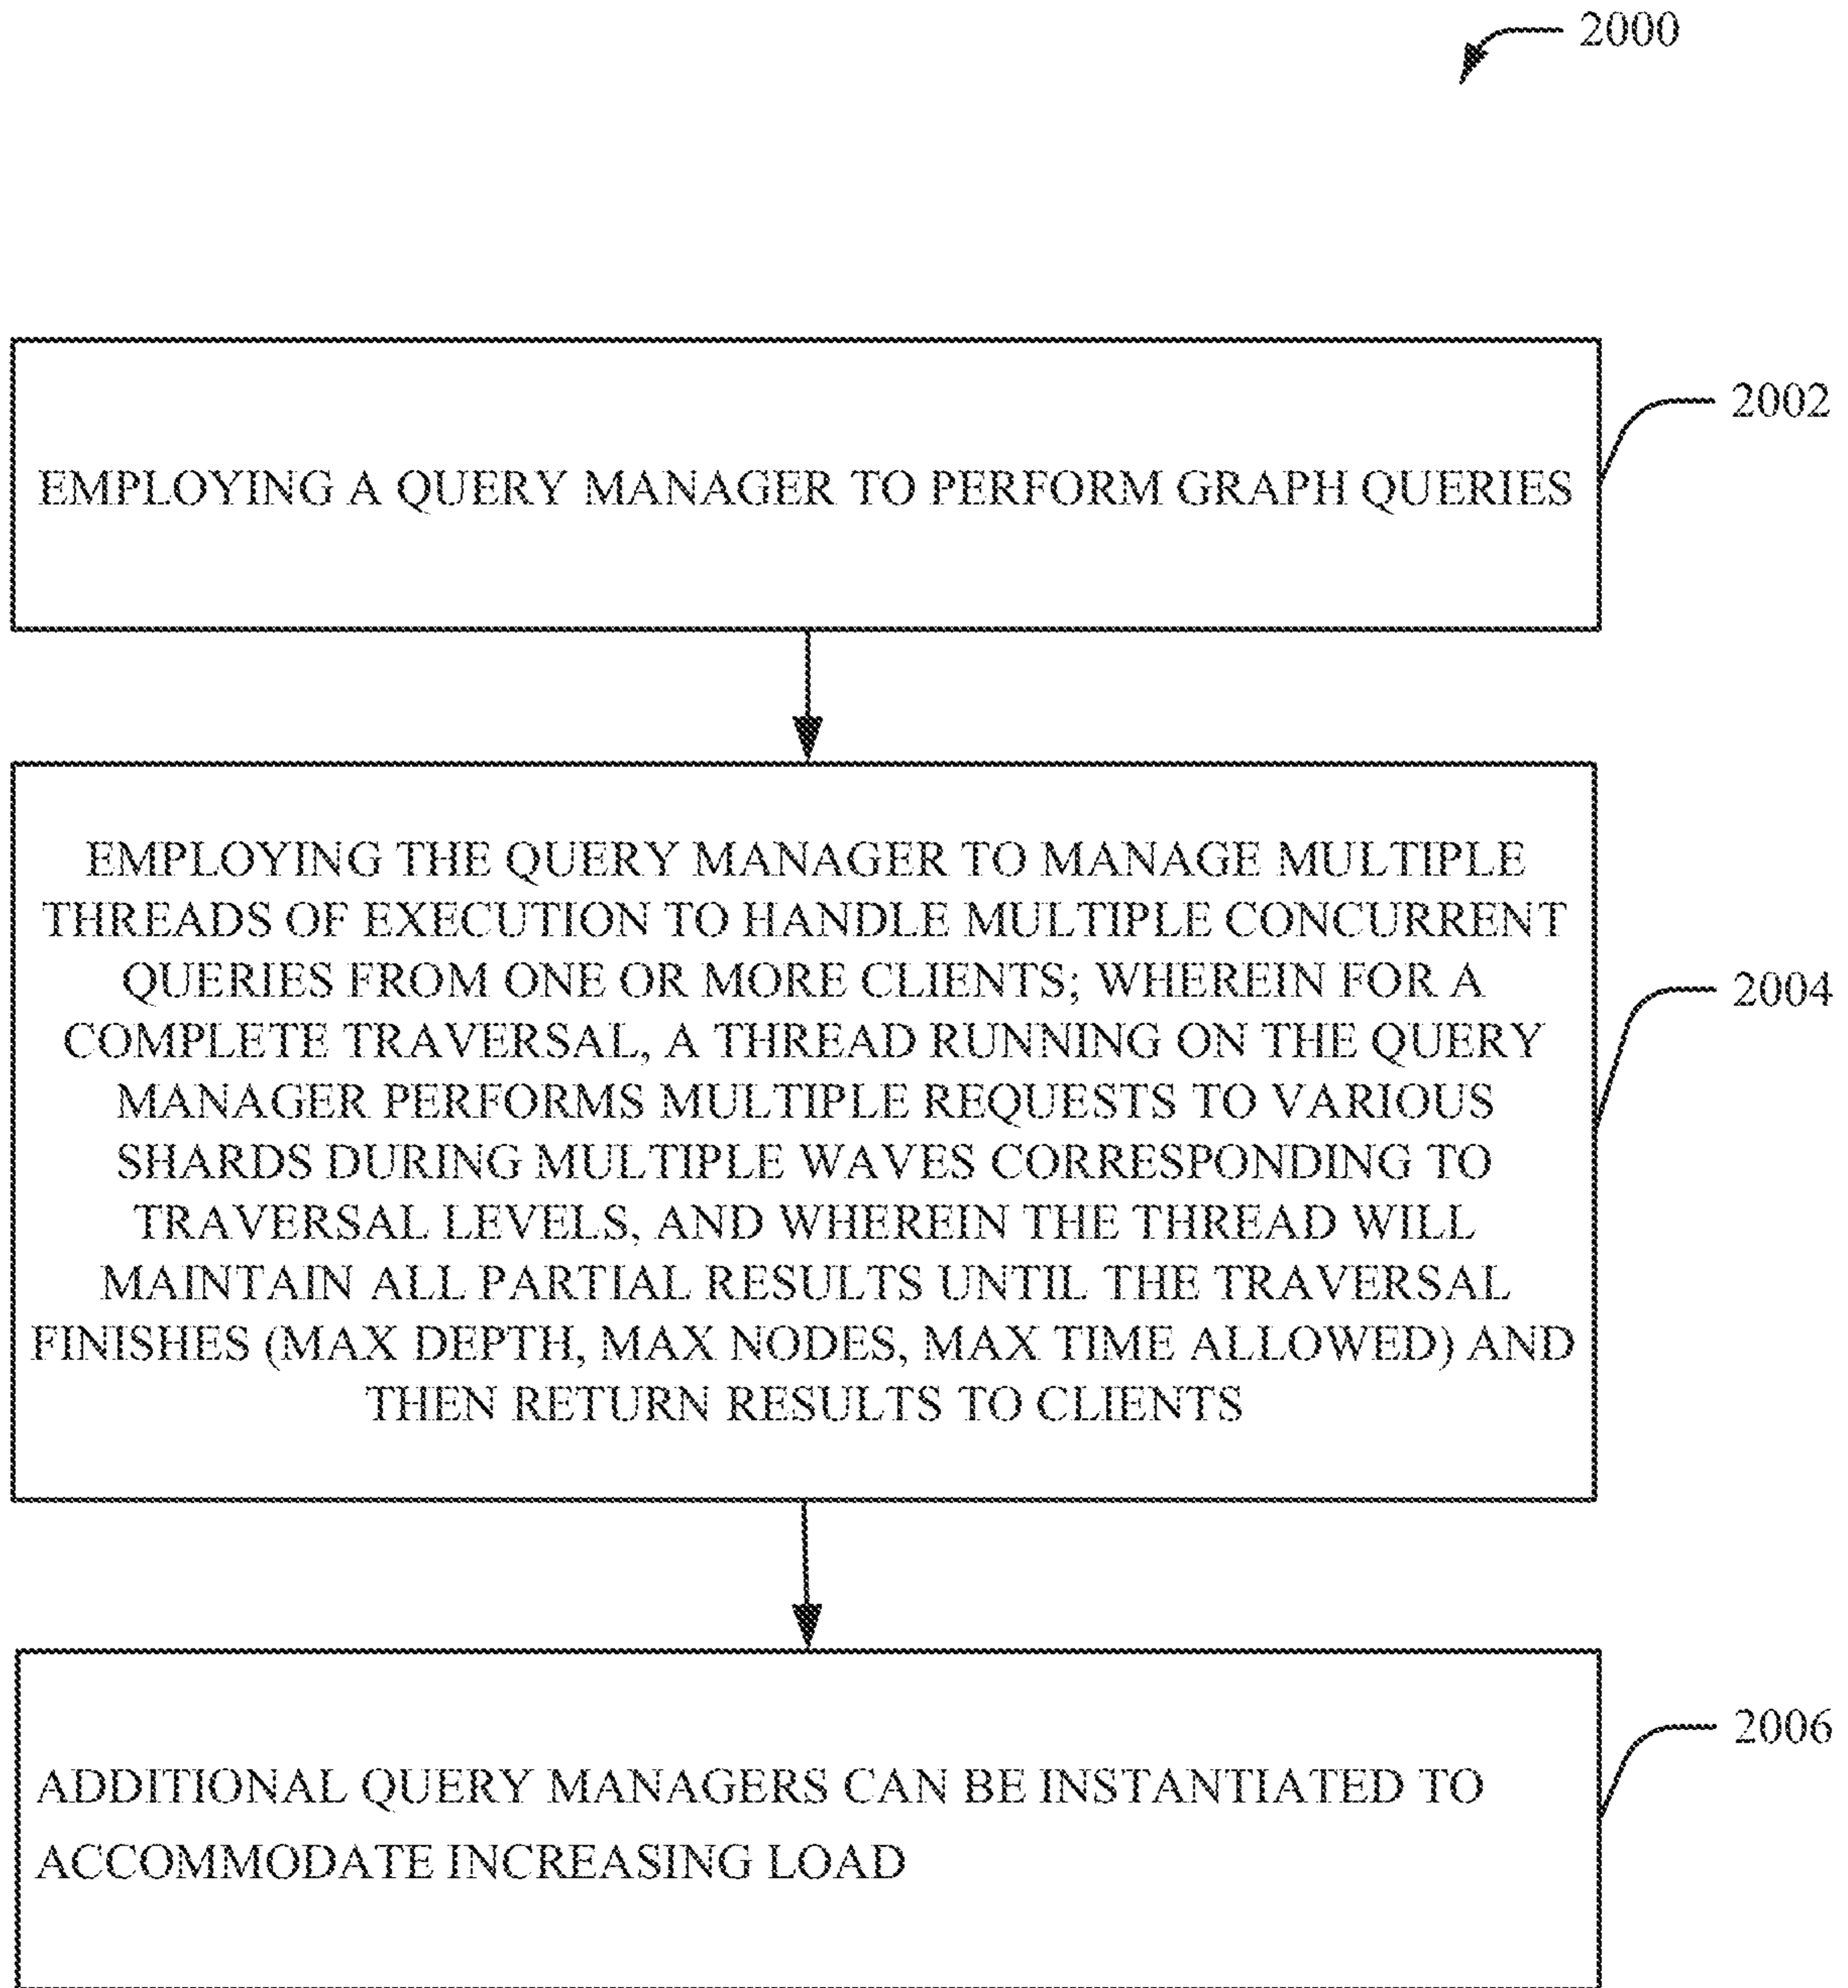 2000
EMPLOYING A QUERY MANAGER TO PERFORM GRAPH QUERIES
2002
EMPLOYING THE QUERY MANAGER TO MANAGE MULTIPLE
THREADS OF EXECUTION TO HANDLE MULTIPLE CONCURRENT
QUERIES FROM ONE OR MORE CLIENTS; WHEREIN FOR A
COMPLETE TRAVERSAL, A THREAD RUNNING ON THE QUERY
MANAGER PERFORMS MULTIPLE REQUESTS TO VARIOUS
SHARDS DURING MULTIPLE WAVES CORRESPONDING TO
TRAVERSAL LEVELS, AND WHEREIN THE THREAD WILL
MAINTAIN ALL PARTIAL RESULTS UNTIL THE TRAVERSAL
FINISHES (MAX DEPTH, MAX NODES, MAX TIME ALLOWED) AND
THEN RETURN RESULTS TO CLIENTS
2004
ADDITIONAL QUERY MANAGERS CAN BE INSTANTIATED TO
ACCOMMODATE INCREASING LOAD
2006